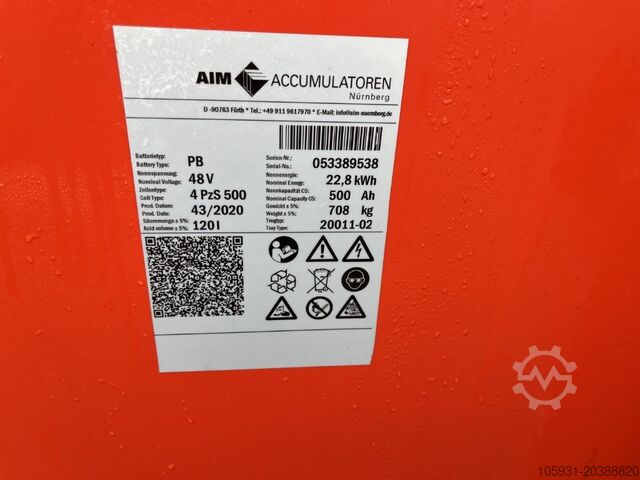 AIM ACCUMULATOREN
Nürnberg
D -90763 Fürth * Tel.: +49 911 9617970 * E-Mail: info@aim-nuernberg.de
Batterietyp:
Battery Type: PB
Serien-Nr.:
Serial-No.: 053389538
Nennspannung:
Nominal Voltage: 48 V
Nennenergie:
Nominal Energy: 22,8 kWh
Zellentype:
Cell Type: 4 PzS 500
Nennkapazität C5:
Nominal Capacity C5: 500 Ah
Prod. Datum:
Prod. Date: 43/2020
Gewicht ± 5%:
Weight ± 5%: 708 kg
Säuremenge ± 5%:
Acid volume ± 5%: 120 l
Trogtyp:
Tray Type: 20011-02
Pb
105931-20388820